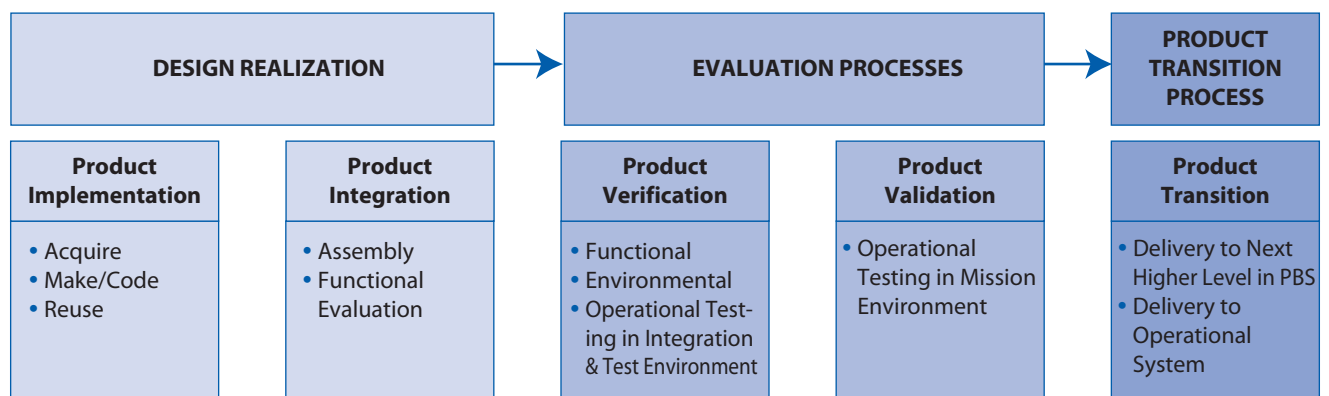 DESIGN REALIZATION
EVALUATION PROCESSES
PRODUCT
TRANSITION
PROCESS
Product
Implementation
• Acquire
• Make/Code
• Reuse
Product
Integration
• Assembly
• Functional
Evaluation
Product
Verification
• Functional
• Environmental
• Operational Test-
ing in Integration
& Test Environment
Product
Validation
• Operational
Testing in Mission
Environment
Product
Transition
• Delivery to Next
Higher Level in PBS
• Delivery to
Operational
System